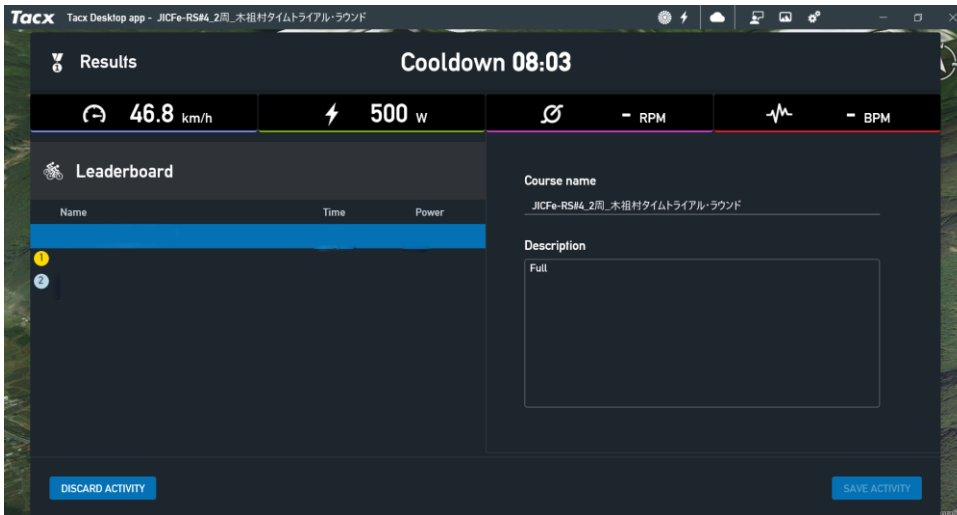 Tacx Tacx Desktop app - JICFe-RS#4_2周_木祖村タイムトライアル・ラウンド
Results
Cooldown 08:03
46.8 km/h
500 W
- RPM
- BPM
Leaderboard
Name Time Power
1
2
Course name
JICFe-RS#4_2周_木祖村タイムトライアル・ラウンド
Description
Full
DISCARD ACTIVITY
SAVE ACTIVITY